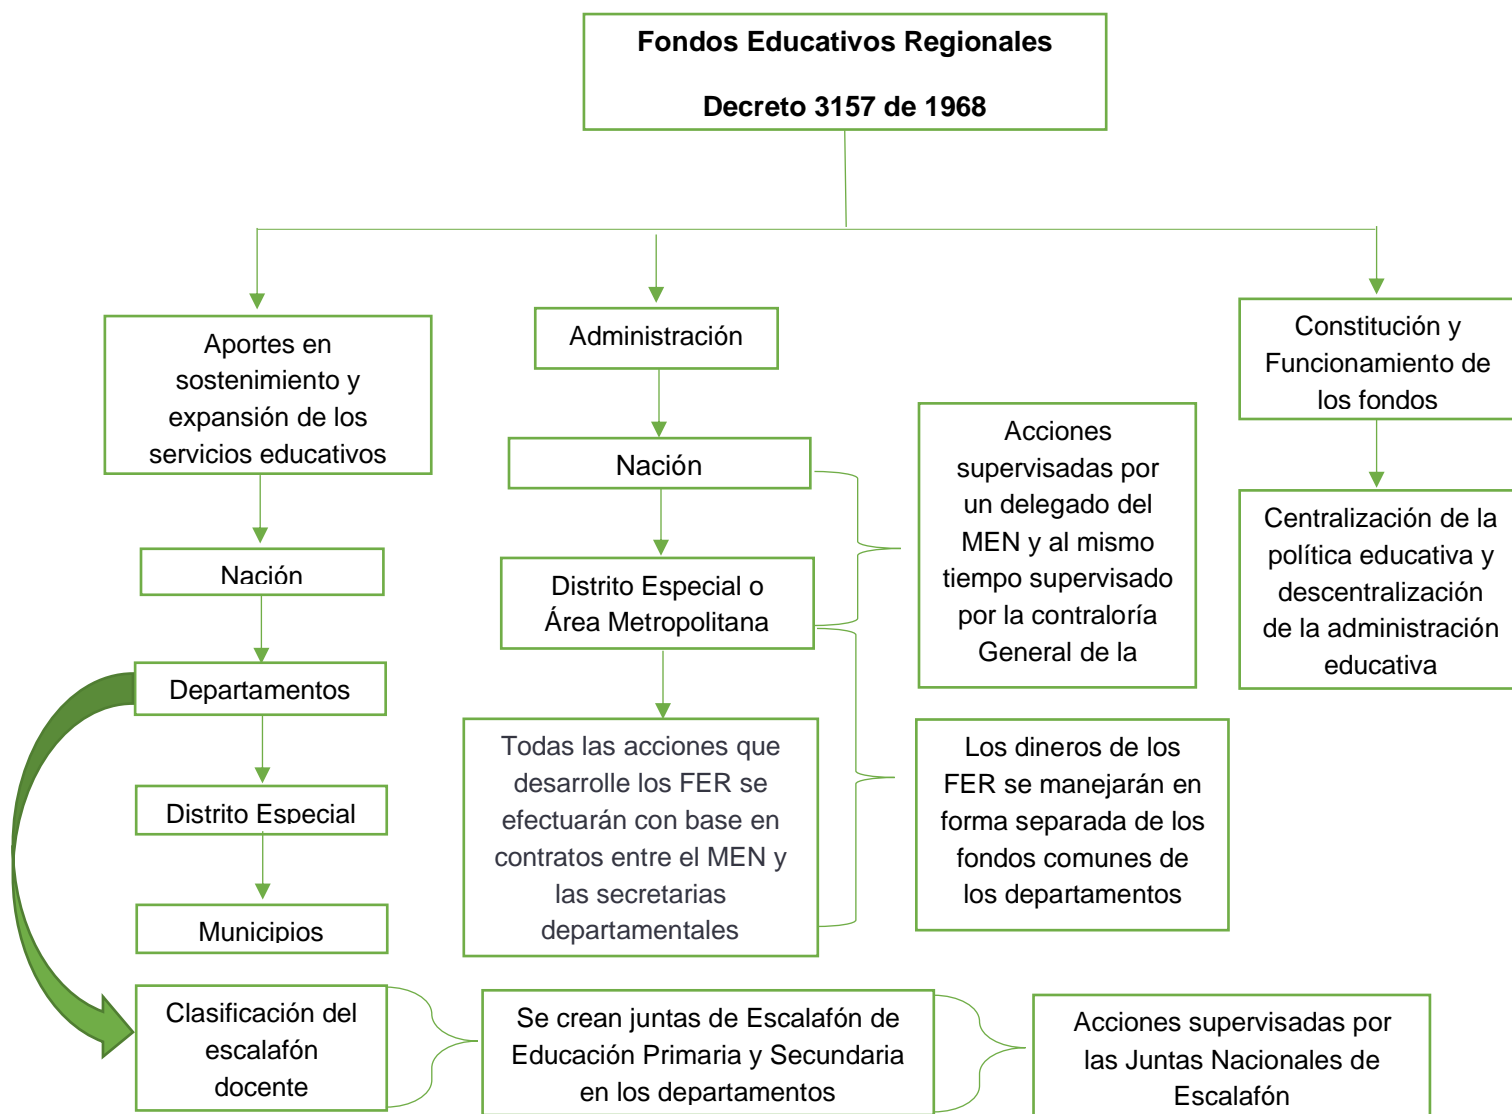 Fondos Educativos Regionales
Decreto 3157 de 1968
Aportes en
sostenimiento y
expansión de los
servicios educativos
Nación
Departamentos
Distrito Especial
Municipios
Administración
Nación
Distrito Especial o
Área Metropolitana
Todas las acciones que
desarrolle los FER se
efectuarán con base en
contratos entre el MEN y
las secretarias
departamentales
Acciones
supervisadas por
un delegado del
MEN y al mismo
tiempo supervisado
por la contraloría
General de la
Los dineros de los
FER se manejarán en
forma separada de los
fondos comunes de
los departamentos
Constitución y
Funcionamiento de
los fondos
Centralización de la
política educativa y
descentralización
de la administración
educativa
Clasificación del
escalafón
docente
Se crean juntas de Escalafón de
Educación Primaria y Secundaria
en los departamentos
Acciones supervisadas por
las Juntas Nacionales de
Escalafón